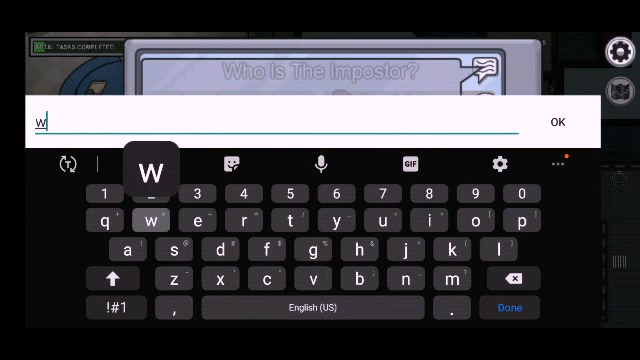 TOTAL TASKS COMPLETED
Who Is The Impostor?
w
OK
w
T
GIF
1 2 3 4 5 6 7 8 9 0
q w e r t y u i o p
a s d f g h j k l
z x c v b n m
!#1 , English (US) . Done